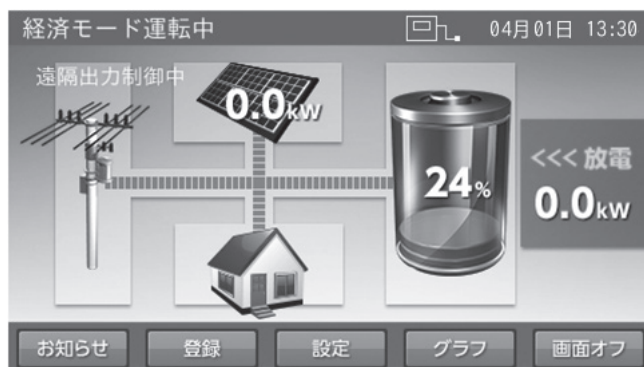 経済モード運転中 04月01日 13:30
遠隔出力制御中
0.0kW
24%
<<< 放電
0.0kW
お知らせ 登録 設定 グラフ 画面オフ